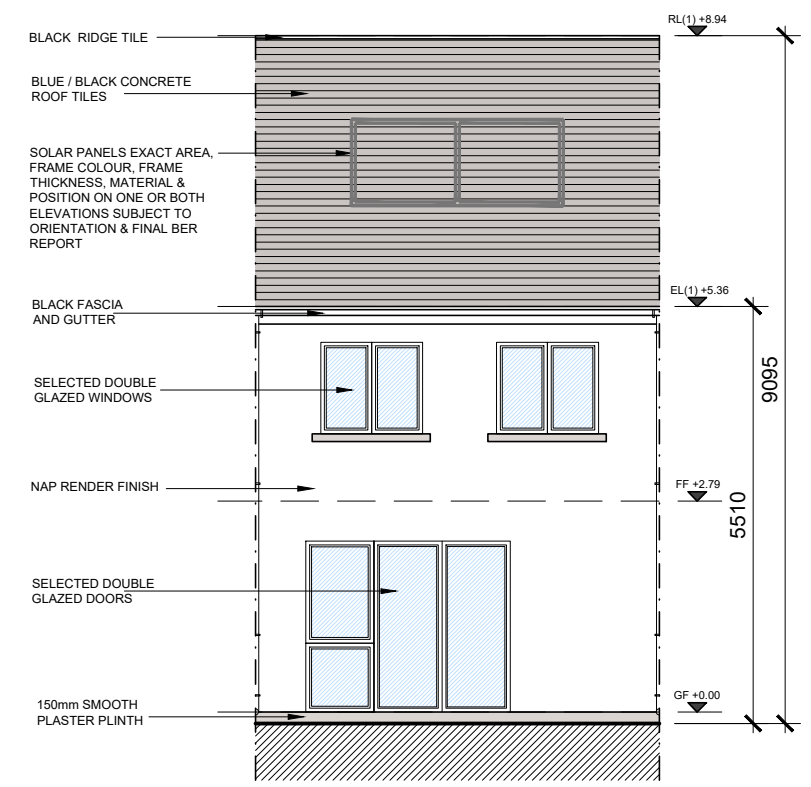 RL(1) +8.94
BLACK RIDGE TILE
BLUE / BLACK CONCRETE
ROOF TILES
SOLAR PANELS EXACT AREA,
FRAME COLOUR, FRAME
THICKNESS, MATERIAL &
POSITION ON ONE OR BOTH
ELEVATIONS SUBJECT TO
ORIENTATION & FINAL BER
REPORT
EL(1) +5.36
BLACK FASCIA
AND GUTTER
9095
SELECTED DOUBLE
GLAZED WINDOWS
NAP RENDER FINISH
FF +2.79
5510
SELECTED DOUBLE
GLAZED DOORS
GF +0.00
150mm SMOOTH
PLASTER PLINTH